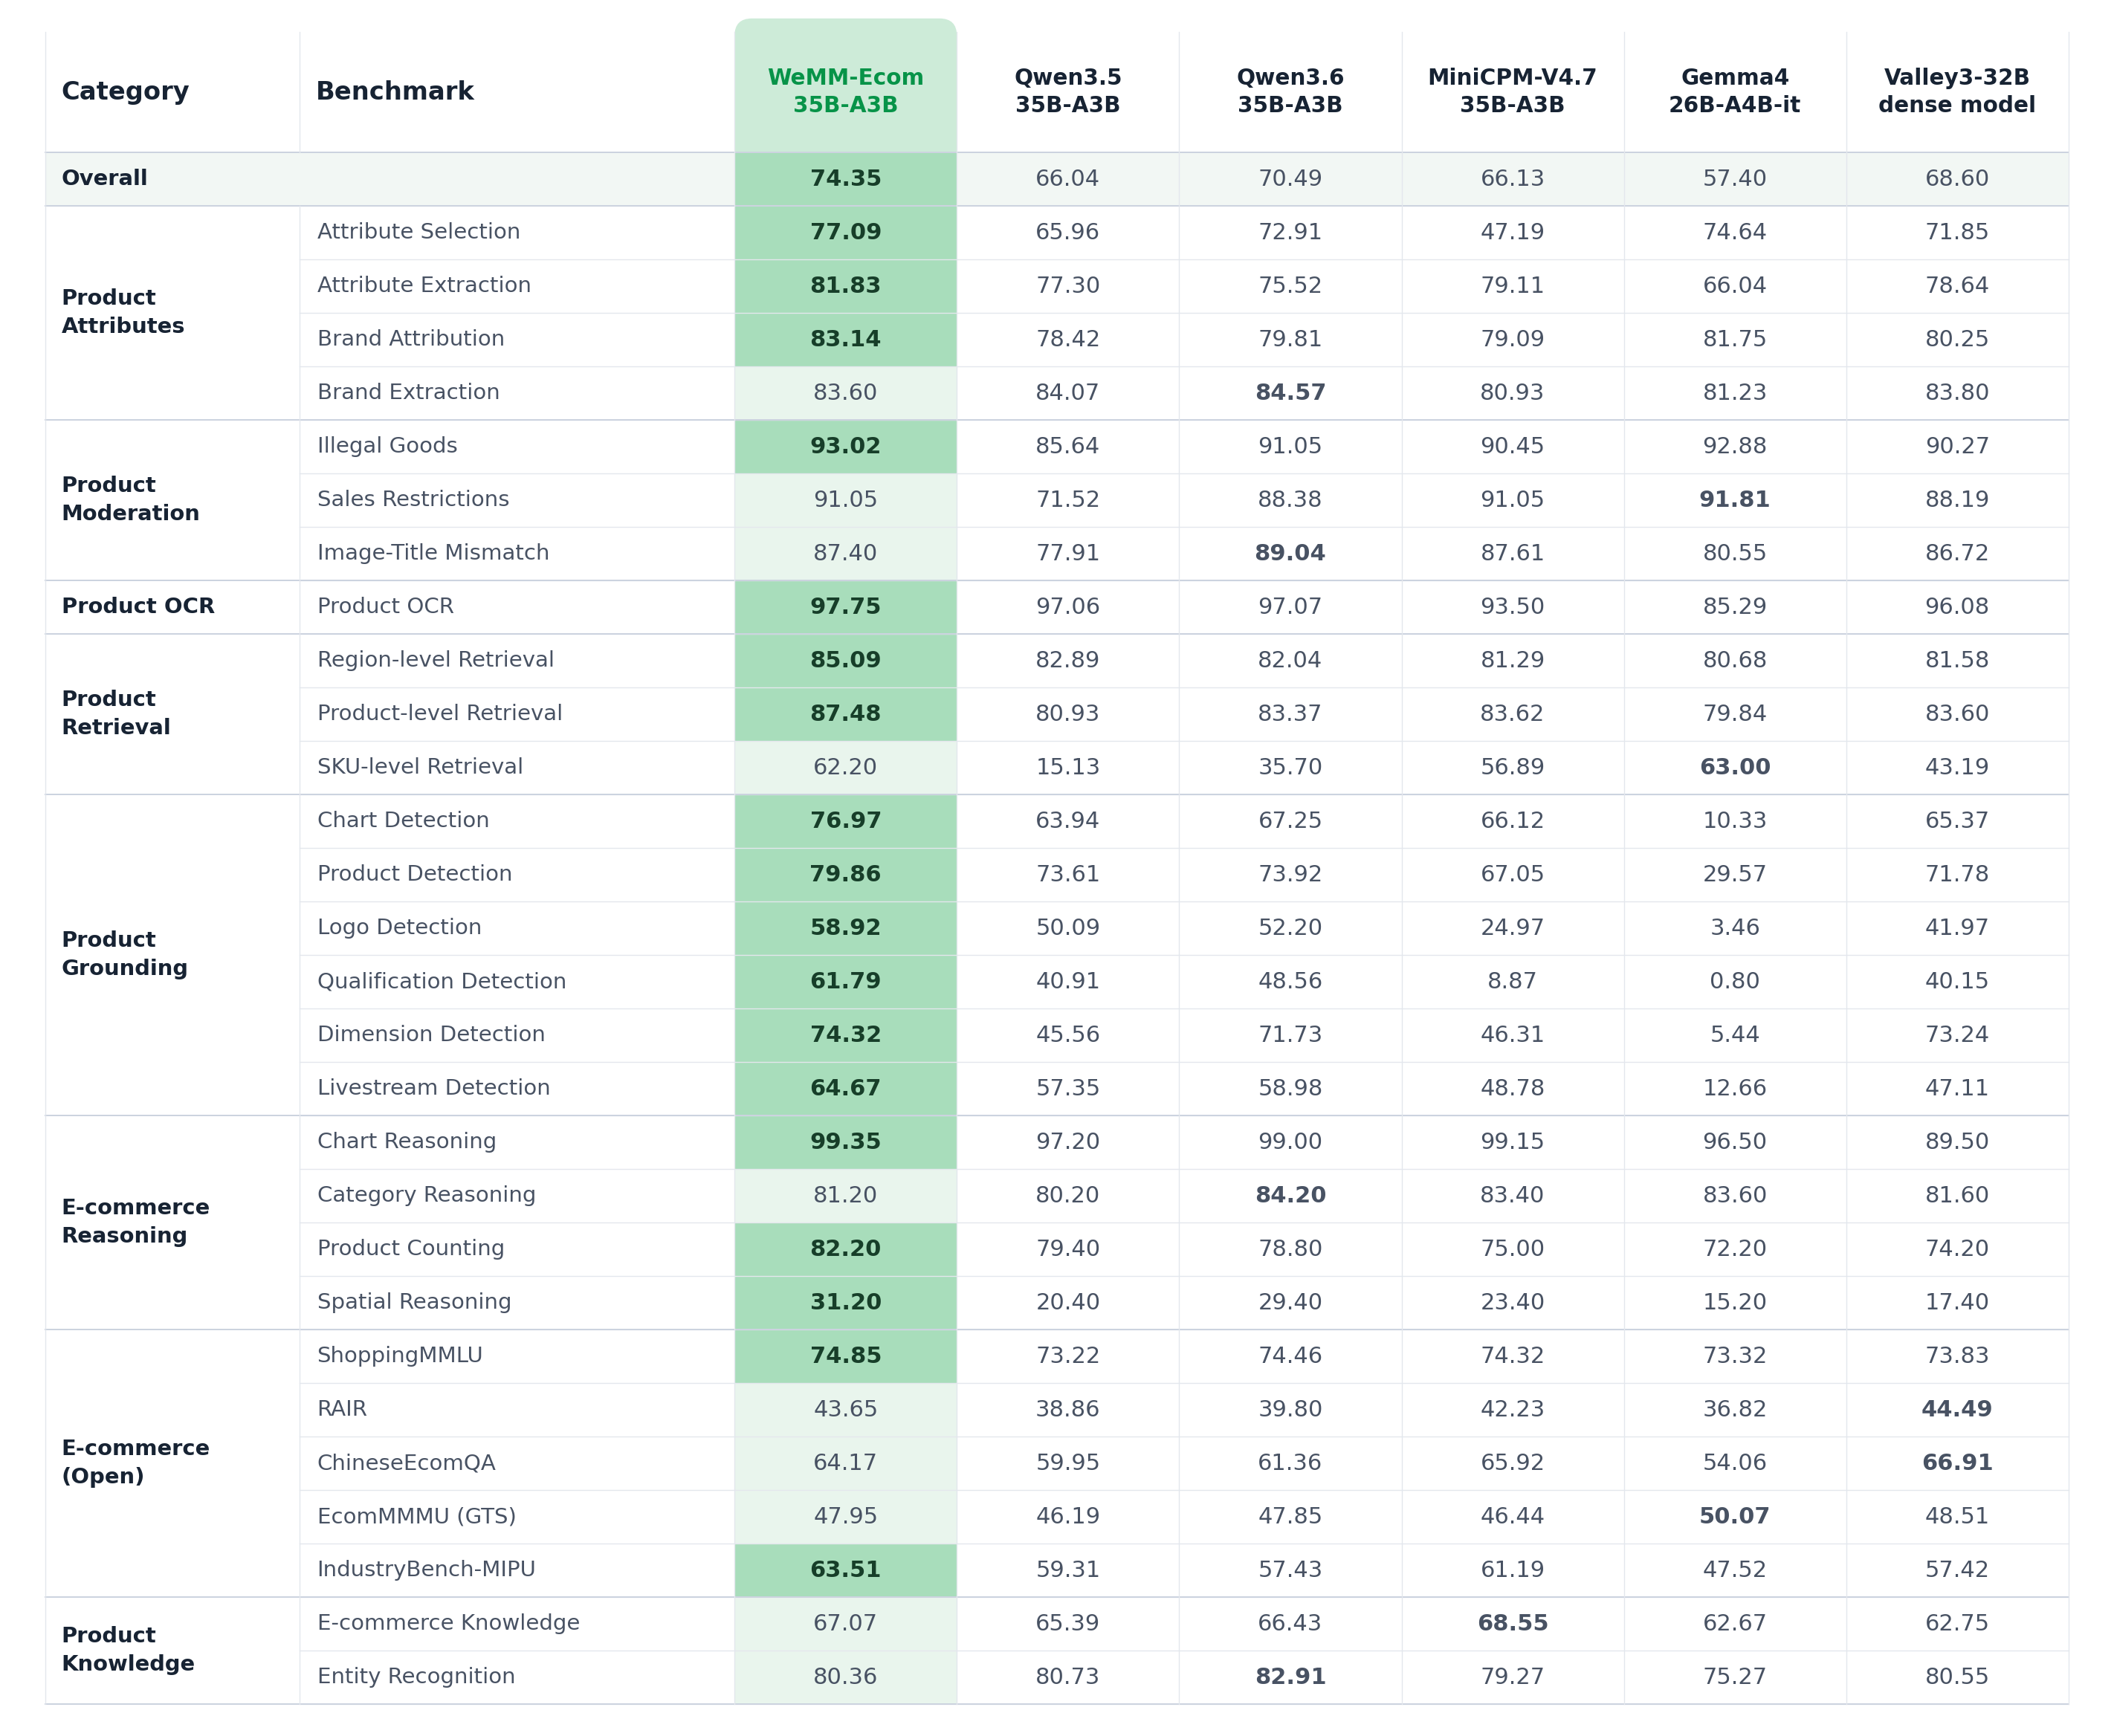 Category Benchmark WeMM-Ecom 35B-A3B Qwen3.5 35B-A3B Qwen3.6 35B-A3B MiniCPM-V4.7 35B-A3B Gemma4 26B-A4B-it Valley3-32B dense model
Overall 74.35 66.04 70.49 66.13 57.40 68.60
Product Attributes
Attribute Selection 77.09 65.96 72.91 47.19 74.64 71.85
Attribute Extraction 81.83 77.30 75.52 79.11 66.04 78.64
Brand Attribution 83.14 78.42 79.81 79.09 81.75 80.25
Brand Extraction 83.60 84.07 84.57 80.93 81.23 83.80
Product Moderation
Illegal Goods 93.02 85.64 91.05 90.45 92.88 90.27
Sales Restrictions 91.05 71.52 88.38 91.05 91.81 88.19
Image-Title Mismatch 87.40 77.91 89.04 87.61 80.55 86.72
Product OCR Product OCR 97.75 97.06 97.07 93.50 85.29 96.08
Product Retrieval
Region-level Retrieval 85.09 82.89 82.04 81.29 80.68 81.58
Product-level Retrieval 87.48 80.93 83.37 83.62 79.84 83.60
SKU-level Retrieval 62.20 15.13 35.70 56.89 63.00 43.19
Product Grounding
Chart Detection 76.97 63.94 67.25 66.12 10.33 65.37
Product Detection 79.86 73.61 73.92 67.05 29.57 71.78
Logo Detection 58.92 50.09 52.20 24.97 3.46 41.97
Qualification Detection 61.79 40.91 48.56 8.87 0.80 40.15
Dimension Detection 74.32 45.56 71.73 46.31 5.44 73.24
Livestream Detection 64.67 57.35 58.98 48.78 12.66 47.11
E-commerce Reasoning
Chart Reasoning 99.35 97.20 99.00 99.15 96.50 89.50
Category Reasoning 81.20 80.20 84.20 83.40 83.60 81.60
Product Counting 82.20 79.40 78.80 75.00 72.20 74.20
Spatial Reasoning 31.20 20.40 29.40 23.40 15.20 17.40
E-commerce (Open)
ShoppingMMLU 74.85 73.22 74.46 74.32 73.32 73.83
RAIR 43.65 38.86 39.80 42.23 36.82 44.49
ChineseEcomQA 64.17 59.95 61.36 65.92 54.06 66.91
EcomMMMU (GTS) 47.95 46.19 47.85 46.44 50.07 48.51
IndustryBench-MIPU 63.51 59.31 57.43 61.19 47.52 57.42
Product Knowledge
E-commerce Knowledge 67.07 65.39 66.43 68.55 62.67 62.75
Entity Recognition 80.36 80.73 82.91 79.27 75.27 80.55